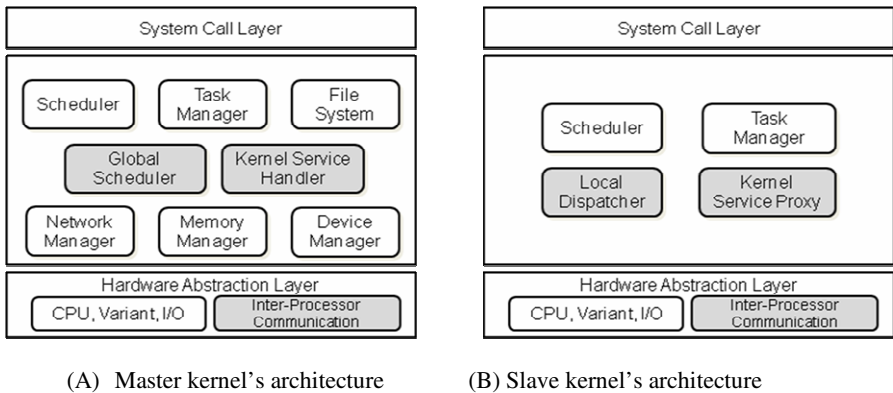 System Call Layer
Scheduler
Task
Manager
File
System
Global
Scheduler
Kernel Service
Handler
Network
Manager
Memory
Manager
Device
Manager
Hardware Abstraction Layer
CPU, Variant, I/O
Inter-Processor
Communication
(A) Master kernel's architecture
System Call Layer
Scheduler
Task
Manager
Local
Dispatcher
Kernel
Service Proxy
Hardware Abstraction Layer
CPU, Variant, I/O
Inter-Processor
Communication
(B) Slave kernel's architecture